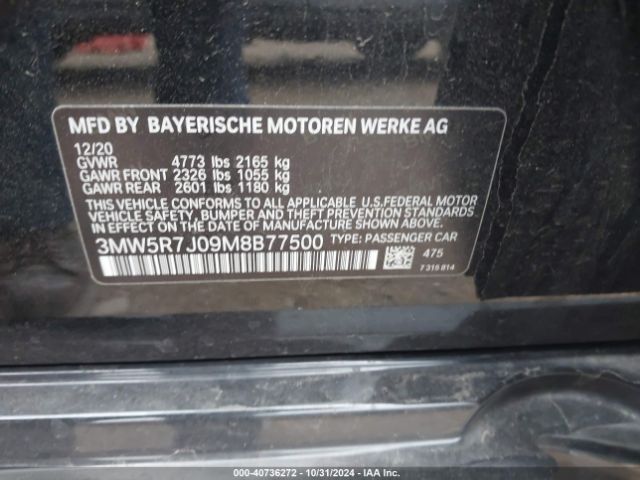 MFD BY BAYERISCHE MOTOREN WERKE AG
12/20
GVWR 4773 lbs 2165 kg
GAWR FRONT 2326 lbs 1055 kg
GAWR REAR 2601 lbs 1180 kg
THIS VEHICLE CONFORMS TO ALL APPLICABLE U.S.FEDERAL MOTOR
VEHICLE SAFETY, BUMPER, AND THEFT PREVENTION STANDARDS
IN EFFECT ON THE DATE OF MANUFACTURE SHOWN ABOVE.
3MW5R7J09M8B77500 TYPE: PASSENGER CAR
475
7 315 814
000-40736272 - 10/31/2024 - IAA Inc.